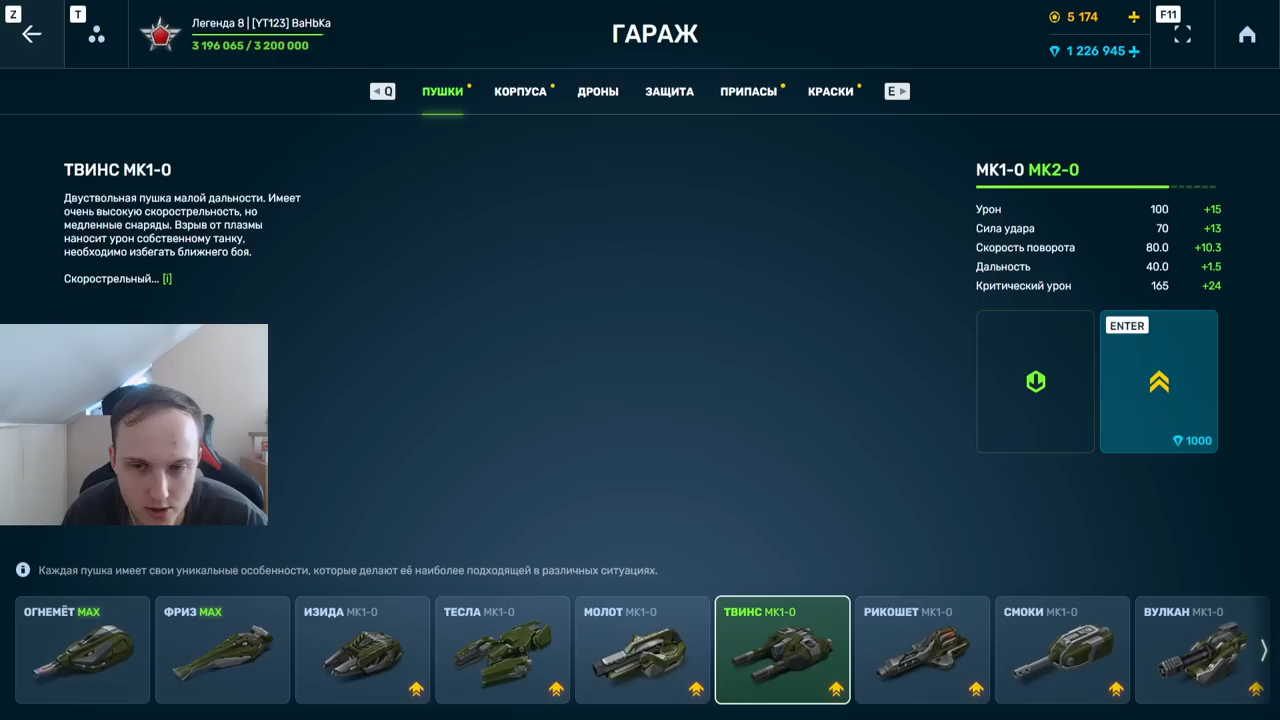 Z
T
Легенда 8 | [YT123] BaHbKa
3 196 065 / 3 200 000
ГАРАЖ
5 174
1 226 945
F11
Q
ПУШКИ
КОРПУСА
ДРОНЫ
ЗАЩИТА
ПРИПАСЫ
КРАСКИ
E
ТВИНС МК1-0
Двуствольная пушка малой дальности. Имеет
очень высокую скорострельность, но
медленные снаряды. Взрыв от плазмы
наносит урон собственному танку,
необходимо избегать ближнего боя.
Скорострельный... [i]
МК1-0 МК2-0
Урон 100 +15
Сила удара 70 +13
Скорость поворота 80.0 +10.3
Дальность 40.0 +1.5
Критический урон 165 +24
ENTER
1000
Каждая пушка имеет свои уникальные особенности, которые делают её наиболее подходящей в различных ситуациях.
ОГНЕМЁТ MAX
ФРИЗ MAX
ИЗИДА МК1-0
ТЕСЛА МК1-0
МОЛОТ МК1-0
ТВИНС МК1-0
РИКОШЕТ МК1-0
СМОКИ МК1-0
ВУЛКАН МК1-0